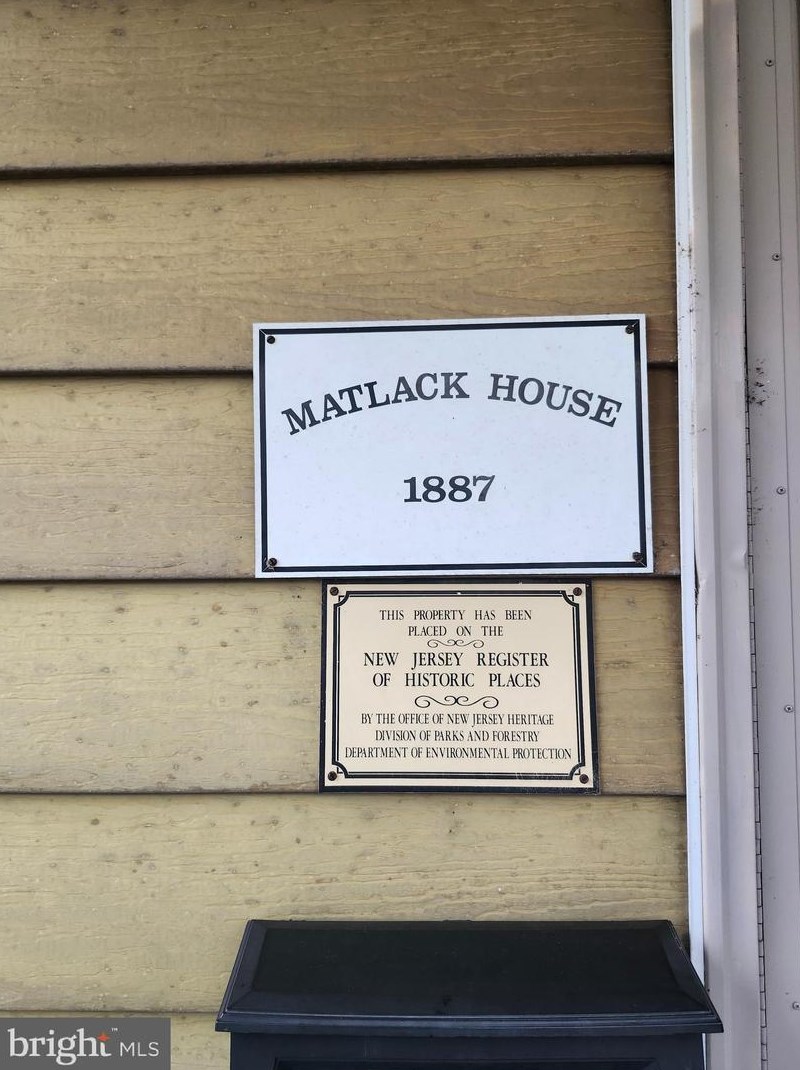 MATLACK HOUSE
1887
THIS PROPERTY HAS BEEN
PLACED ON THE
NEW JERSEY REGISTER
OF HISTORIC PLACES
BY THE OFFICE OF NEW JERSEY HERITAGE
DIVISION OF PARKS AND FORESTRY
DEPARTMENT OF ENVIRONMENTAL PROTECTION
bright™ MLS